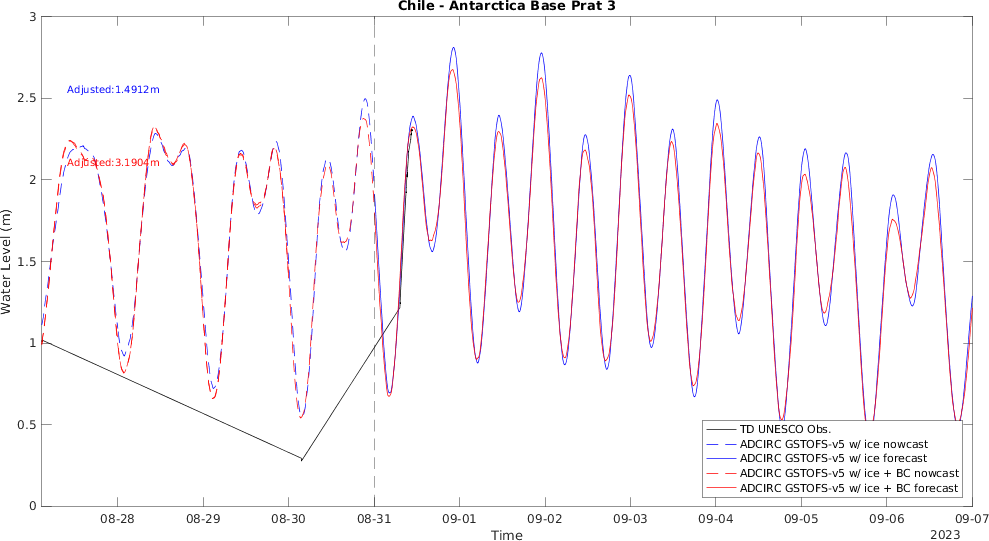 Chile - Antarctica Base Prat 3
3
2.5
2
1.5
1
0.5
0
Water Level (m)
Adjusted:1.4912m
Adjusted:3.1904m
TD UNESCO Obs.
ADCIRC GSTOFS-v5 w/ ice nowcast
ADCIRC GSTOFS-v5 w/ ice forecast
ADCIRC GSTOFS-v5 w/ ice + BC nowcast
ADCIRC GSTOFS-v5 w/ ice + BC forecast
08-28 08-29 08-30 08-31 09-01 09-02 09-03 09-04 09-05 09-06 09-07
Time
2023